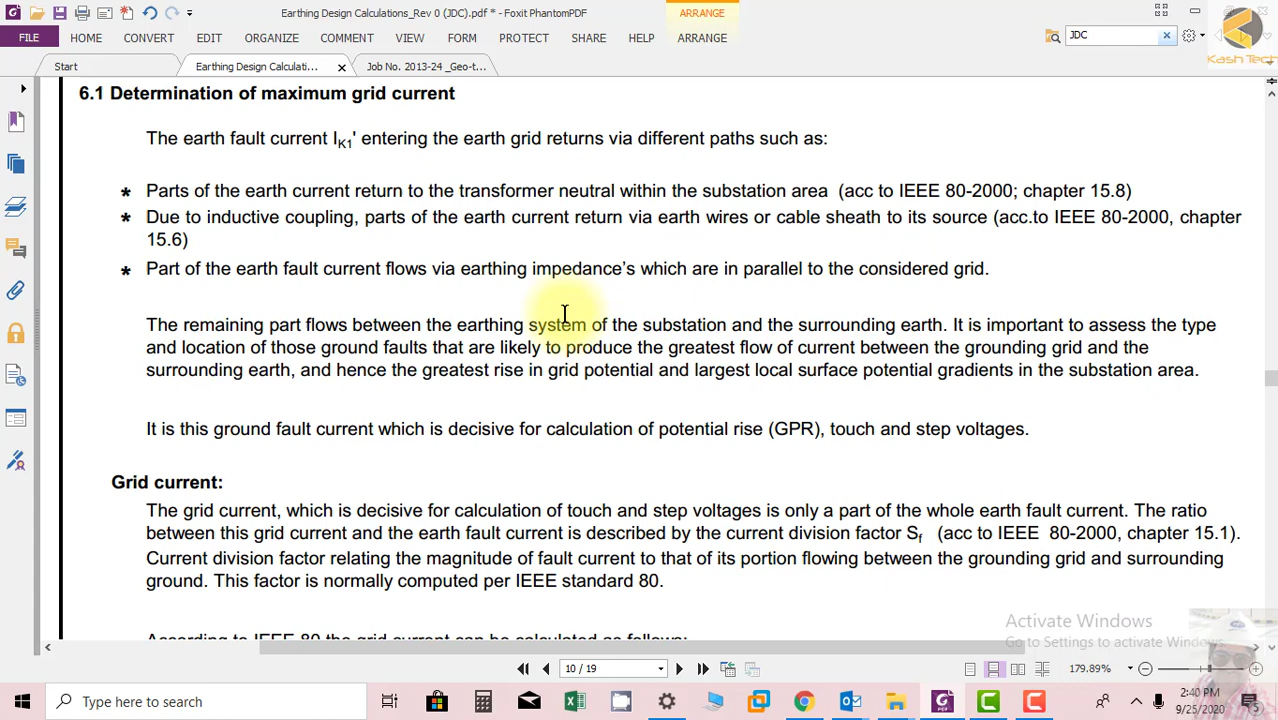 Earthing Design Calculations_Rev 0 (JDC).pdf * - Foxit PhantomPDF
ARRANGE
FILE HOME CONVERT EDIT ORGANIZE COMMENT VIEW FORM PROTECT SHARE HELP ARRANGE
JDC
Kash Tech
Start
Earthing Design Calculati...
Job No. 2013-24 _Geo-t...
6.1 Determination of maximum grid current
The earth fault current IK1' entering the earth grid returns via different paths such as:
* Parts of the earth current return to the transformer neutral within the substation area (acc to IEEE 80-2000; chapter 15.8)
* Due to inductive coupling, parts of the earth current return via earth wires or cable sheath to its source (acc.to IEEE 80-2000, chapter
15.6)
* Part of the earth fault current flows via earthing impedance's which are in parallel to the considered grid.
The remaining part flows between the earthing system of the substation and the surrounding earth. It is important to assess the type
and location of those ground faults that are likely to produce the greatest flow of current between the grounding grid and the
surrounding earth, and hence the greatest rise in grid potential and largest local surface potential gradients in the substation area.
It is this ground fault current which is decisive for calculation of potential rise (GPR), touch and step voltages.
Grid current:
The grid current, which is decisive for calculation of touch and step voltages is only a part of the whole earth fault current. The ratio
between this grid current and the earth fault current is described by the current division factor Sf (acc to IEEE 80-2000, chapter 15.1).
Current division factor relating the magnitude of fault current to that of its portion flowing between the grounding grid and surrounding
ground. This factor is normally computed per IEEE standard 80.
According to IEEE 80 the grid current can be calculated as follows:
Activate Windows
Go to Settings to activate Windows.
10 / 19
179.89%
Type here to search
2:40 PM
9/25/2020
5